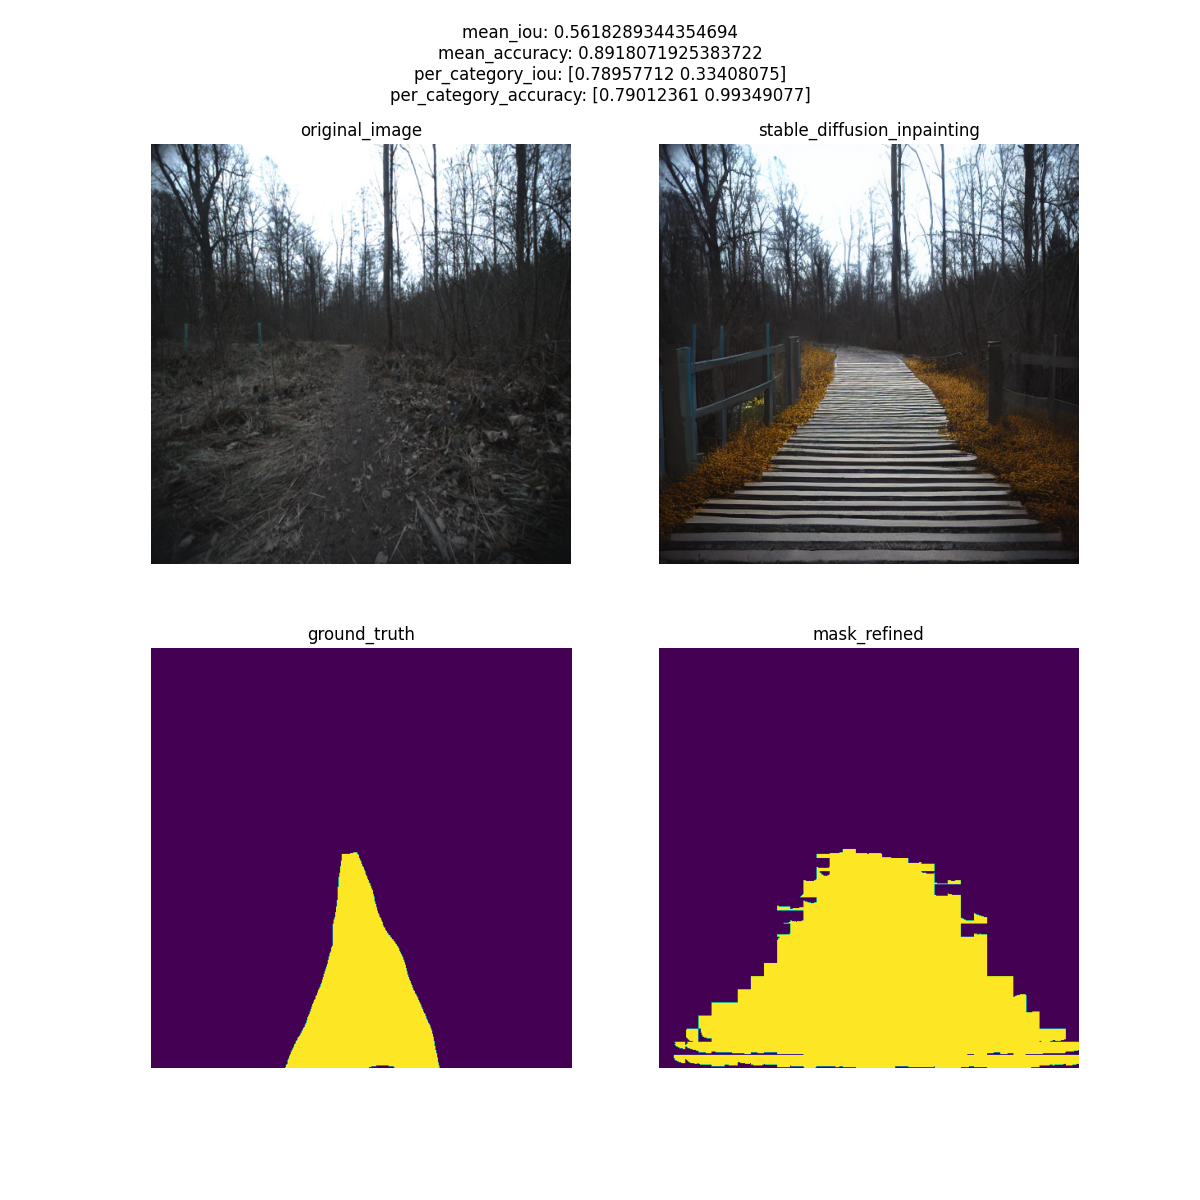 mean_iou: 0.5618289344354694
mean_accuracy: 0.8918071925383722
per_category_iou: [0.78957712 0.33408075]
per_category_accuracy: [0.79012361 0.99349077]
original_image
stable_diffusion_inpainting
ground_truth
mask_refined